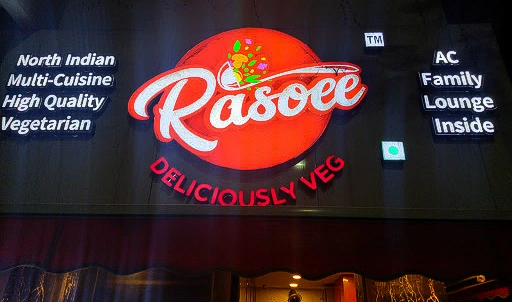 North Indian
Multi-Cuisine
High Quality
Vegetarian
Rasoee
TM
DELICIOUSLY VEG
AC
Family
Lounge
Inside